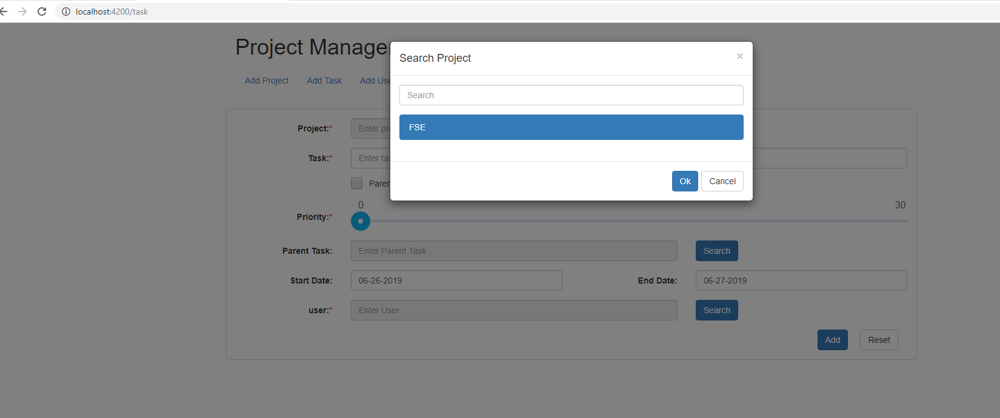 localhost:4200/task
Project Manager
Search Project ×
Add Project Add Task Add Use
Search
FSE
Project:* Enter pr
Task:* Enter tas
Ok Cancel
Paren
0 30
Priority:*
Parent Task: Enter Parent Task Search
Start Date: 06-26-2019 End Date: 06-27-2019
user:* Enter User Search
Add Reset